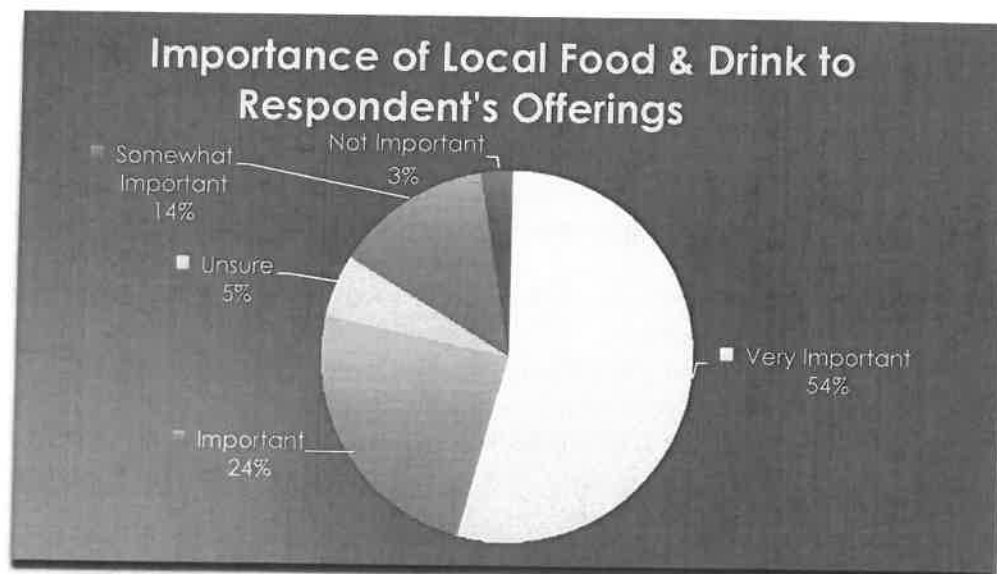 Importance of Local Food & Drink to
Respondent's Offerings
Not Important
3%
Somewhat
Important
14%
Unsure
5%
Very Important
54%
Important
24%